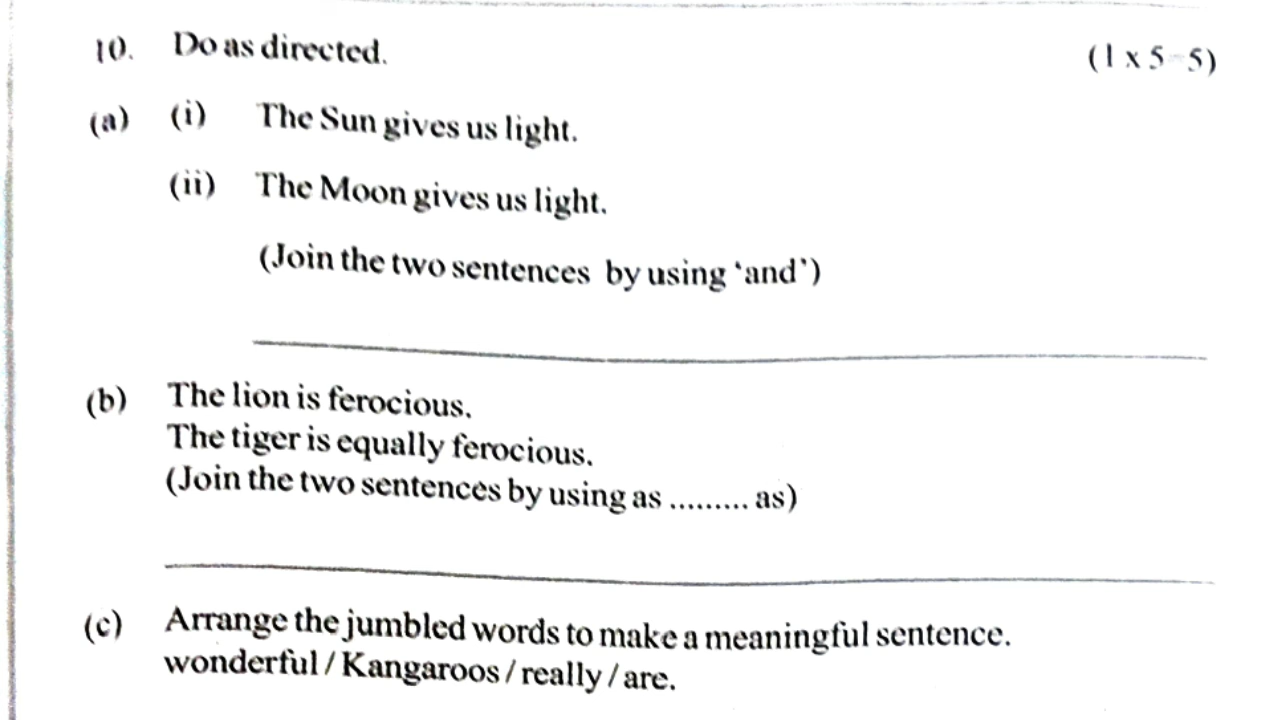 10. Do as directed. (1 x 5=5)
(a) (i) The Sun gives us light.
(ii) The Moon gives us light.
(Join the two sentences by using ‘and’)
(b) The lion is ferocious.
The tiger is equally ferocious.
(Join the two sentences by using as ......... as)
(c) Arrange the jumbled words to make a meaningful sentence.
wonderful / Kangaroos / really / are.